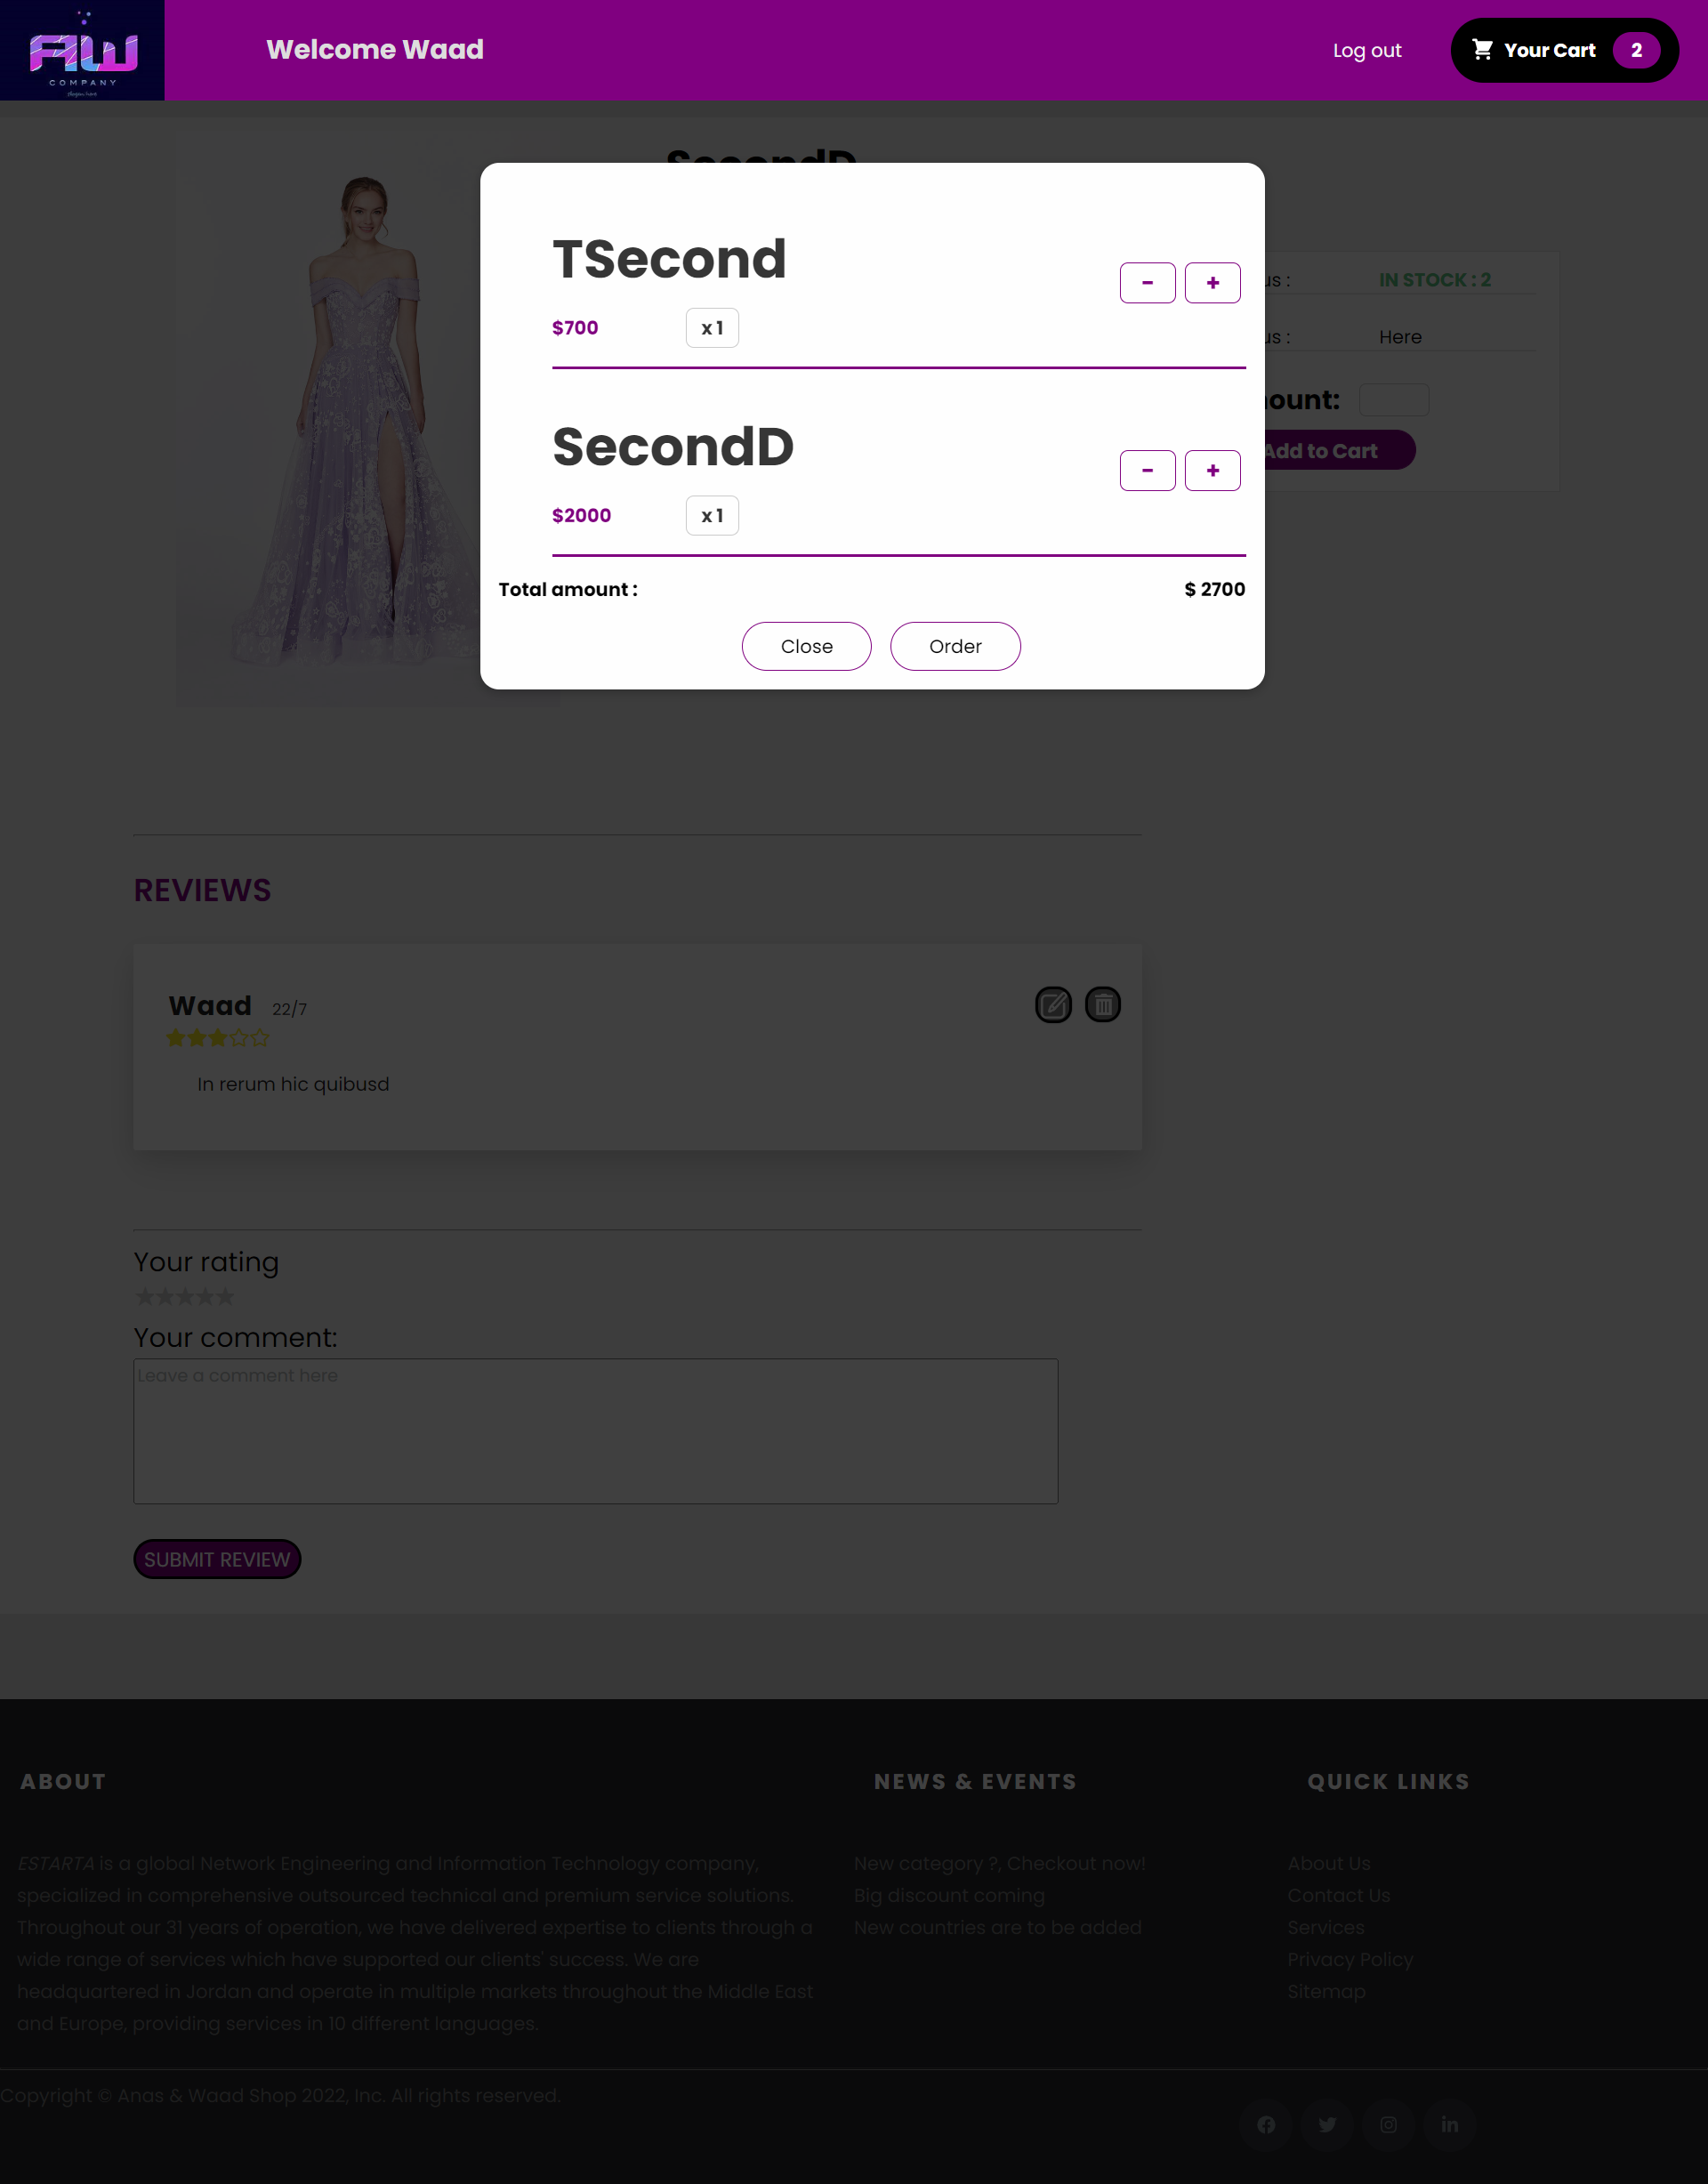 AW
COMPANY
Welcome Waad
Log out
Your Cart
2
SecondD
TSecond
-
+
$700
x 1
us :
IN STOCK : 2
us :
Here
ount:
Add to Cart
SecondD
-
+
$2000
x 1
Total amount :
$ 2700
Close
Order
REVIEWS
Waad
22/7
In rerum hic quibusd
Your rating
Your comment:
Leave a comment here
SUBMIT REVIEW
ABOUT
ESTARTA is a global Network Engineering and Information Technology company,
specialized in comprehensive outsourced technical and premium service solutions.
Throughout our 31 years of operation, we have delivered expertise to clients through a
wide range of services which have supported our clients' success. We are
headquartered in Jordan and operate in multiple markets throughout the Middle East
and Europe, providing services in 10 different languages.
NEWS & EVENTS
New category ?, Checkout now!
Big discount coming
New countries are to be added
QUICK LINKS
About Us
Contact Us
Services
Privacy Policy
Sitemap
Copyright © Anas & Waad Shop 2022, Inc. All rights reserved.